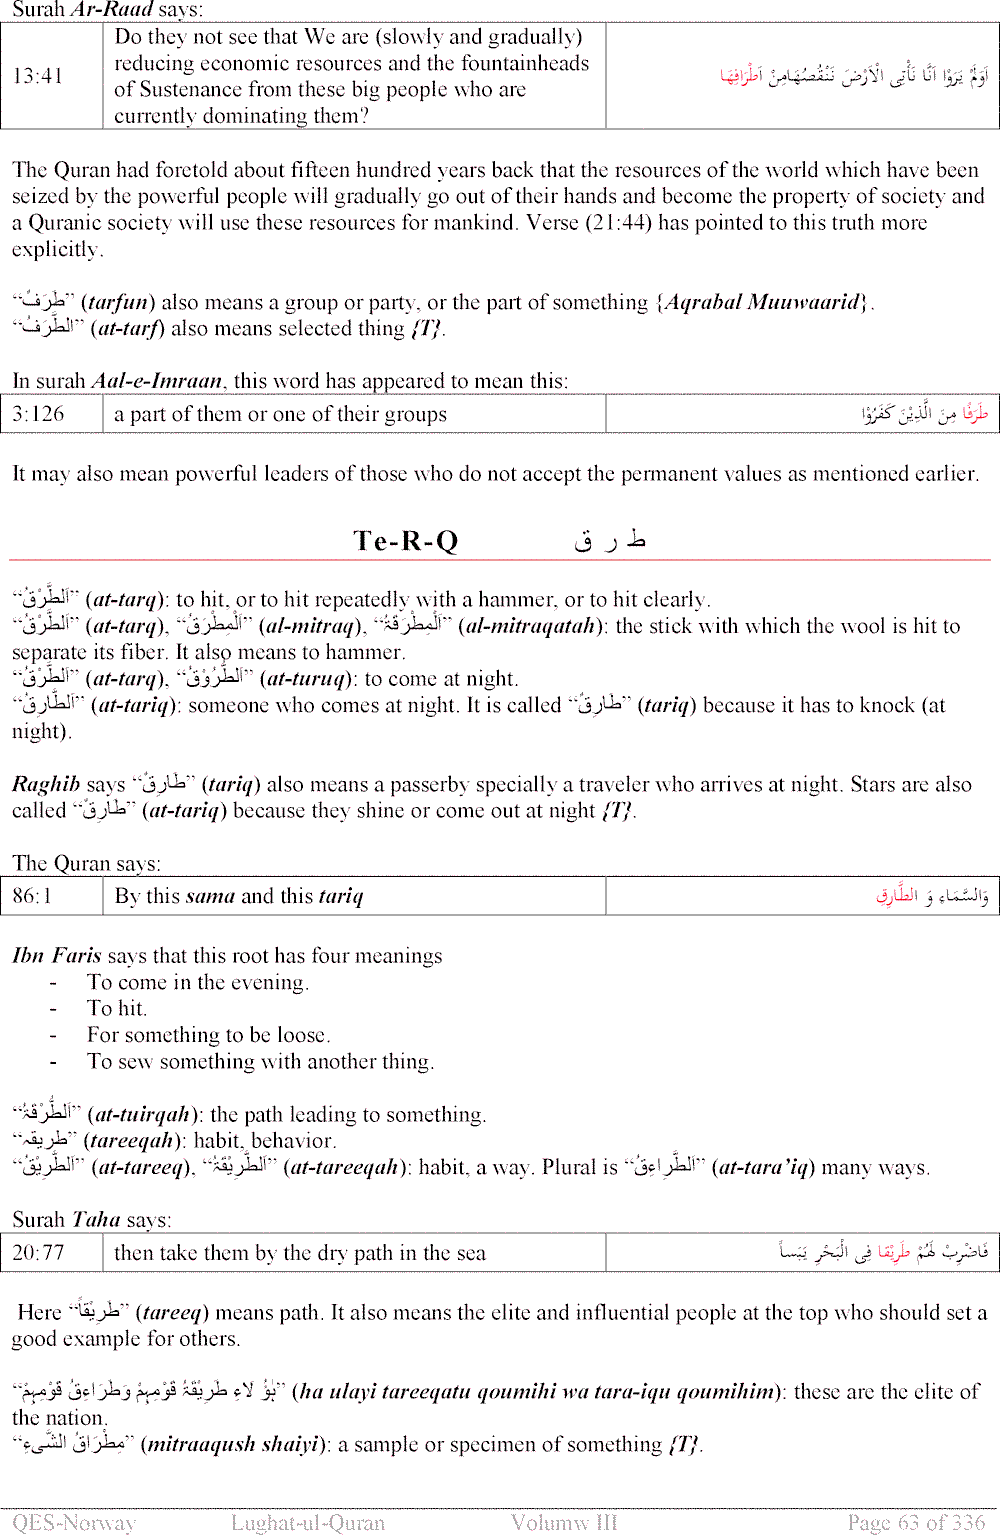 Surah Ar-Raad says:
13:41 Do they not see that We are (slowly and gradually) reducing economic resources and the fountainheads of Sustenance from these big people who are currently dominating them? اَوَلَمْ يَرَوْا اَنَّا نَأْتِى الْاَرْضَ نَنْقُصُهَامِنْ اَطْرَافِهَا
The Quran had foretold about fifteen hundred years back that the resources of the world which have been
seized by the powerful people will gradually go out of their hands and become the property of society and
a Quranic society will use these resources for mankind. Verse (21:44) has pointed to this truth more
explicitly.
“طَرَفٌ” (tarfun) also means a group or party, or the part of something {Aqrabal Muuwaarid}.
“الطَّرَفُ” (at-tarf) also means selected thing {T}.
In surah Aal-e-Imraan, this word has appeared to mean this:
3:126 a part of them or one of their groups طَرَفًا مِنَ الَّذِيْنَ كَفَرُوْا
It may also mean powerful leaders of those who do not accept the permanent values as mentioned earlier.
Te-R-Q ط ر ق
“اَلطَّرْقُ” (at-tarq): to hit, or to hit repeatedly with a hammer, or to hit clearly.
“اَلطَّرْقُ” (at-tarq), “اَلْمِطْرَقُ” (al-mitraq), “اَلْمِطْرَقَۃُ” (al-mitraqatah): the stick with which the wool is hit to
separate its fiber. It also means to hammer.
“اَلطَّرْقُ” (at-tarq), “اَلطُّرُوْقُ” (at-turuq): to come at night.
“اَلطَّارِقُ” (at-tariq): someone who comes at night. It is called “طَارِقٌ” (tariq) because it has to knock (at
night).
Raghib says “طَارِقٌ” (tariq) also means a passerby specially a traveler who arrives at night. Stars are also
called “طَارِقٌ” (at-tariq) because they shine or come out at night {T}.
The Quran says:
86:1 By this sama and this tariq وَالسَّمَاءِ وَ الطَّارِقِ
Ibn Faris says that this root has four meanings
- To come in the evening.
- To hit.
- For something to be loose.
- To sew something with another thing.
“اَلطُّرْقَۃُ” (at-tuirqah): the path leading to something.
“طریقہ” (tareeqah): habit, behavior.
“اَلطَّرِيْقُ” (at-tareeq), “اَلطَّرِيْقَۃُ” (at-tareeqah): habit, a way. Plural is “اَلطَّرَاءِقُ” (at-tara’iq) many ways.
Surah Taha says:
20:77 then take them by the dry path in the sea فَاضْرِبْ لَهُمْ طَرِيْقا فِى الْبَحْرِ يَبَساً
Here “طَرِيْقاً” (tareeq) means path. It also means the elite and influential people at the top who should set a
good example for others.
“ہٰؤُ لَاءِ طَرِيْقَۃُ قَوْمِہِمْ وَطَرَاءِقُ قَوْمِہِمْ” (ha ulayi tareeqatu qoumihi wa tara-iqu qoumihim): these are the elite of
the nation.
“مِطْرَاقُ الشَّیءِ” (mitraaqush shaiyi): a sample or specimen of something {T}.
QES-Norway Lughat-ul-Quran Volumw III Page 63 of 336